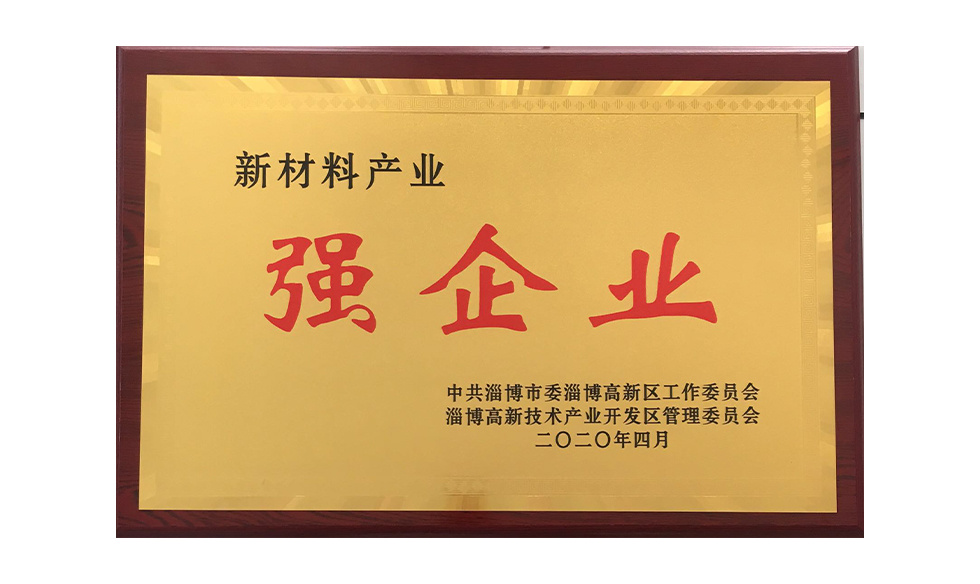 新材料产业
强企业
中共淄博市委淄博高新区工作委员会
淄博高新技术产业开发区管理委员会
二〇二〇年四月